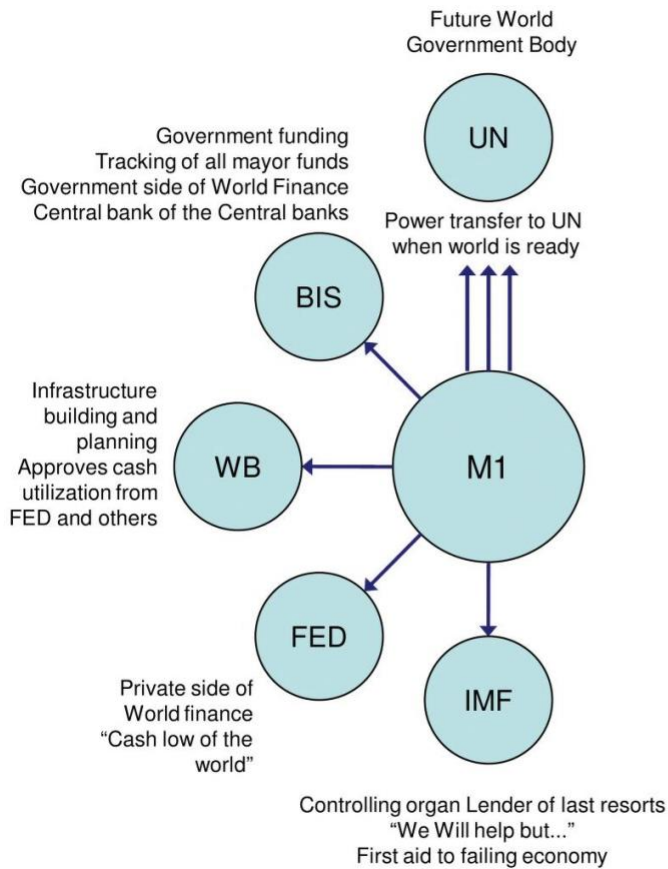 Future World
Government Body
UN
Government funding
Tracking of all mayor funds
Government side of World Finance
Central bank of the Central banks
Power transfer to UN
when world is ready
BIS
Infrastructure
building and
planning
Approves cash
utilization from
FED and others
WB
M1
FED
Private side of
World finance
“Cash low of the
world”
IMF
Controlling organ Lender of last resorts
“We Will help but...”
First aid to failing economy